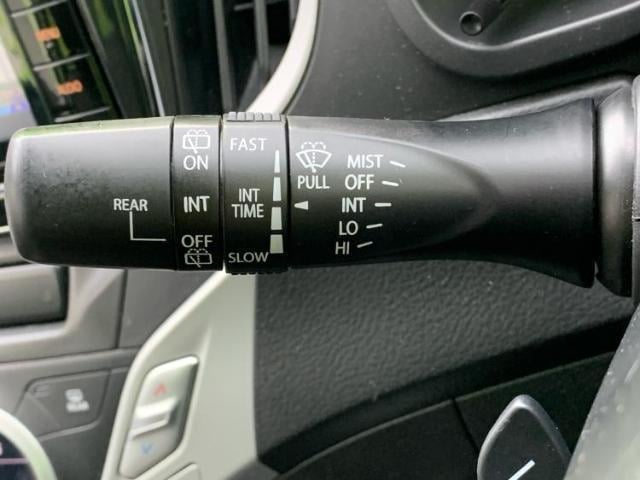 ON
INT
REAR
OFF
FAST
INT
TIME
SLOW
PULL
MIST
OFF
INT
LO
HI